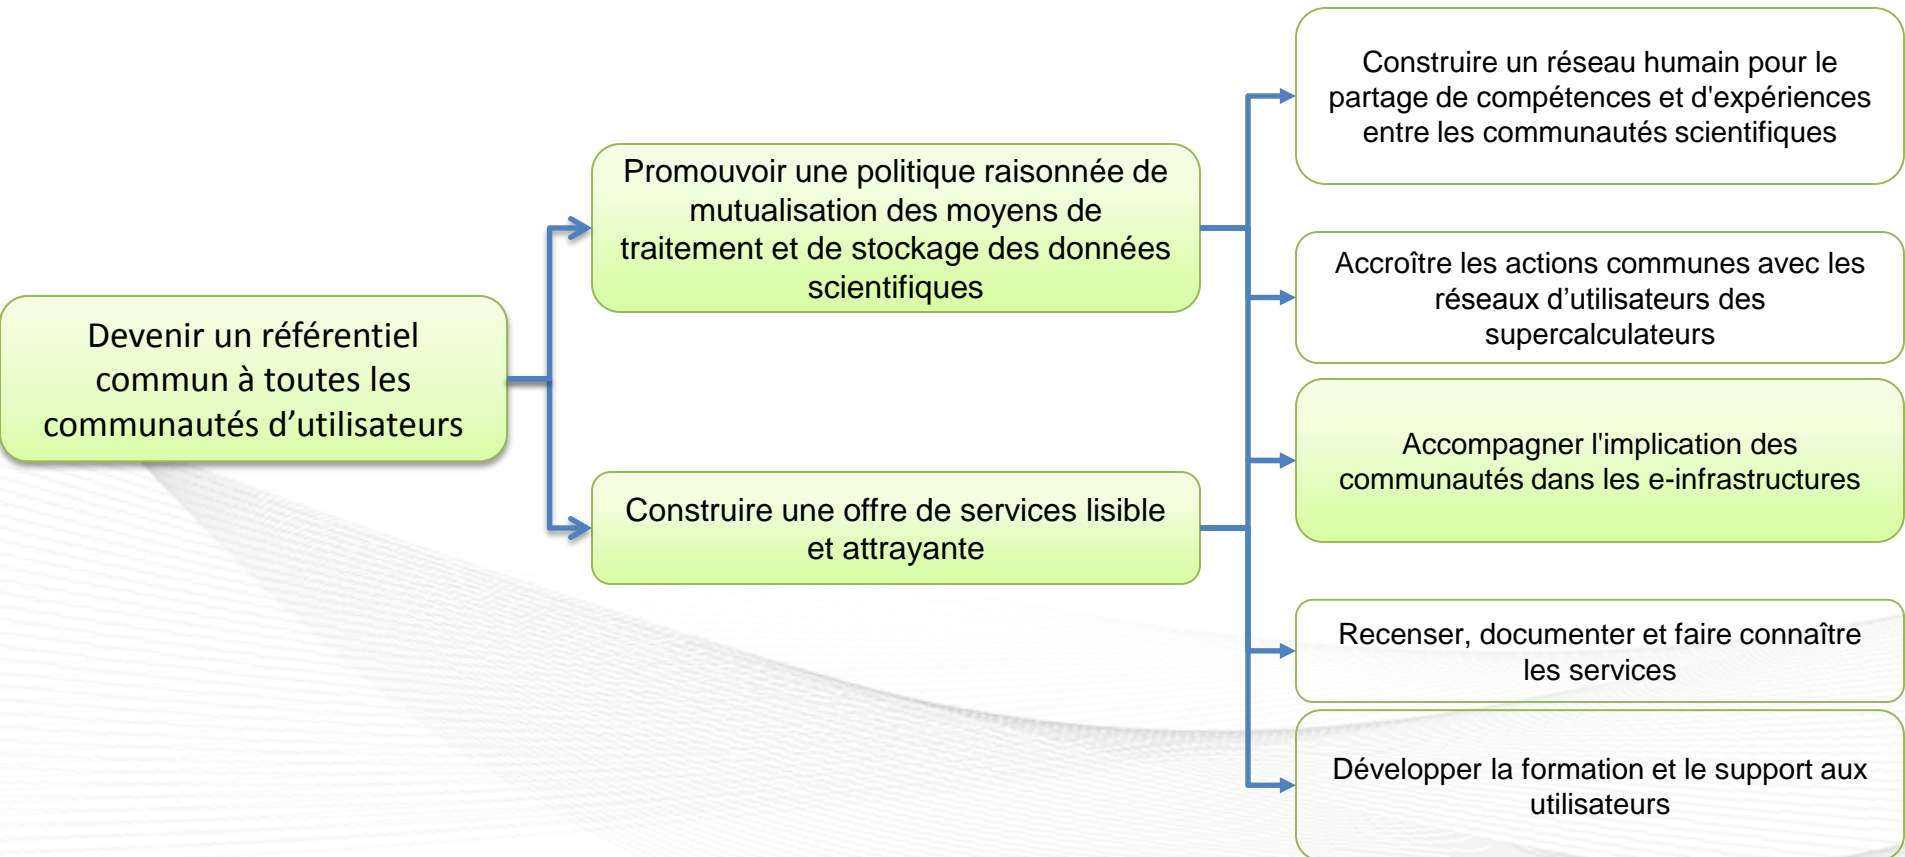 Devenir un référentiel
commun à toutes les
communautés d’utilisateurs
Promouvoir une politique raisonnée de
mutualisation des moyens de
traitement et de stockage des données
scientifiques
Construire une offre de services lisible
et attrayante
Construire un réseau humain pour le
partage de compétences et d'expériences
entre les communautés scientifiques
Accroître les actions communes avec les
réseaux d’utilisateurs des
supercalculateurs
Accompagner l'implication des
communautés dans les e-infrastructures
Recenser, documenter et faire connaître
les services
Développer la formation et le support aux
utilisateurs